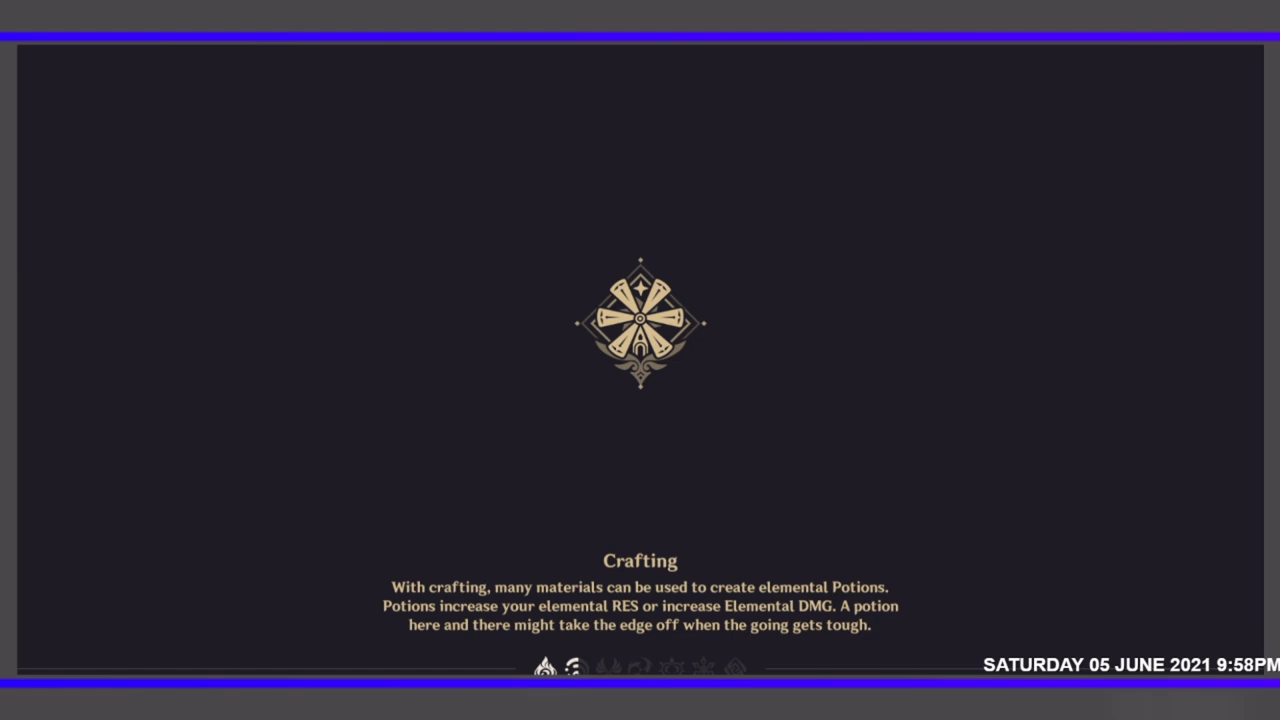 Crafting
With crafting, many materials can be used to create elemental Potions.
Potions increase your elemental RES or increase Elemental DMG. A potion
here and there might take the edge off when the going gets tough.
SATURDAY 05 JUNE 2021 9:58PM